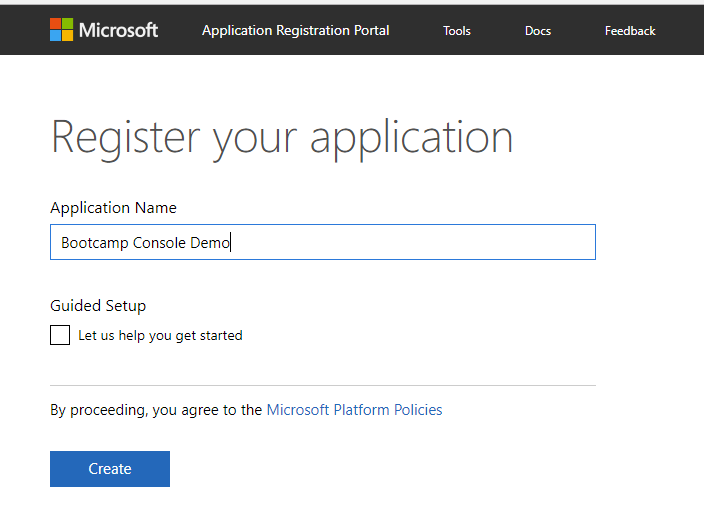 Microsoft Application Registration Portal Tools Docs Feedback
Register your application
Application Name
Bootcamp Console Demo
Guided Setup
Let us help you get started
By proceeding, you agree to the Microsoft Platform Policies
Create